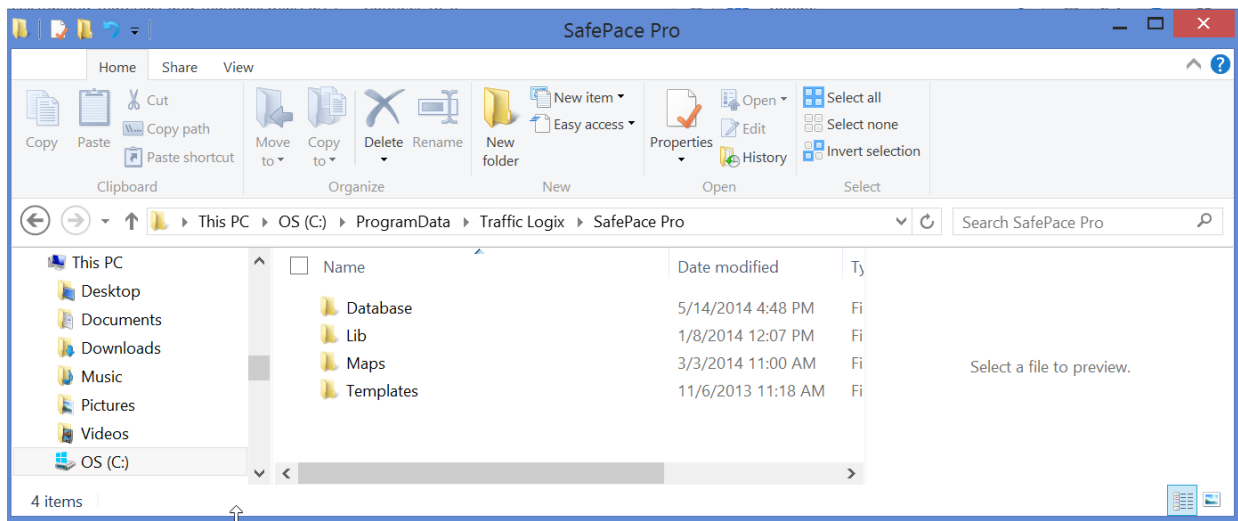 SafePace Pro
Home Share View
Copy
Paste
Cut
Copy path
Paste shortcut
Clipboard
Move to
Copy to
Delete
Rename
Organize
New folder
New item
Easy access
New
Properties
Open
Edit
History
Open
Select all
Select none
Invert selection
Select
This PC OS (C:) ProgramData Traffic Logix SafePace Pro
Search SafePace Pro
This PC
Desktop
Documents
Downloads
Music
Pictures
Videos
OS (C:)
Name Date modified Ty
Database 5/14/2014 4:48 PM Fi
Lib 1/8/2014 12:07 PM Fi
Maps 3/3/2014 11:00 AM Fi
Templates 11/6/2013 11:18 AM Fi
Select a file to preview.
4 items